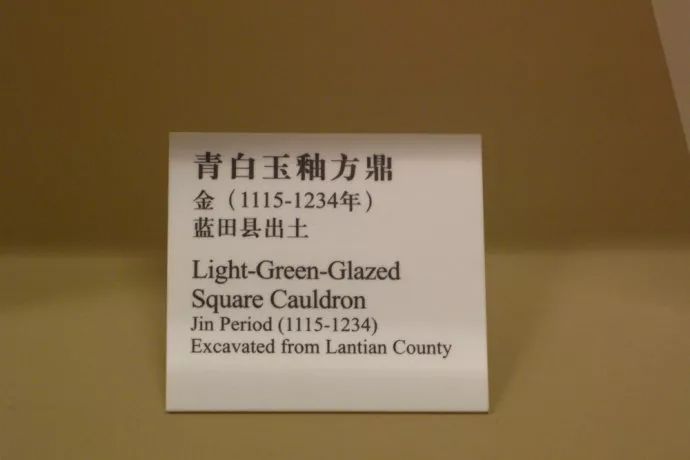 青白玉釉方鼎
金（1115-1234年）
蓝田县出土
Light-Green-Glazed
Square Cauldron
Jin Period (1115-1234)
Excavated from Lantian County